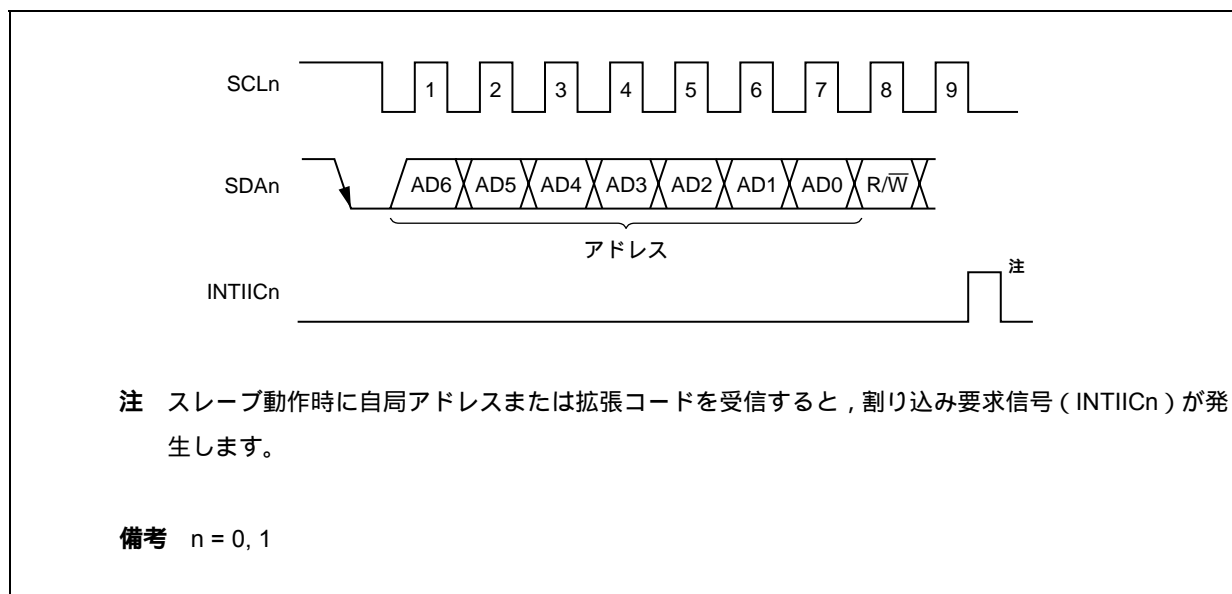 SCLn 1 2 3 4 5 6 7 8 9
SDAn AD6 AD5 AD4 AD3 AD2 AD1 AD0 R/W̅
アドレス
INTIICn 注
注 スレーブ動作時に自局アドレスまたは拡張コードを受信すると,割り込み要求信号(INTIICn)が発
生します。
備考 n = 0, 1